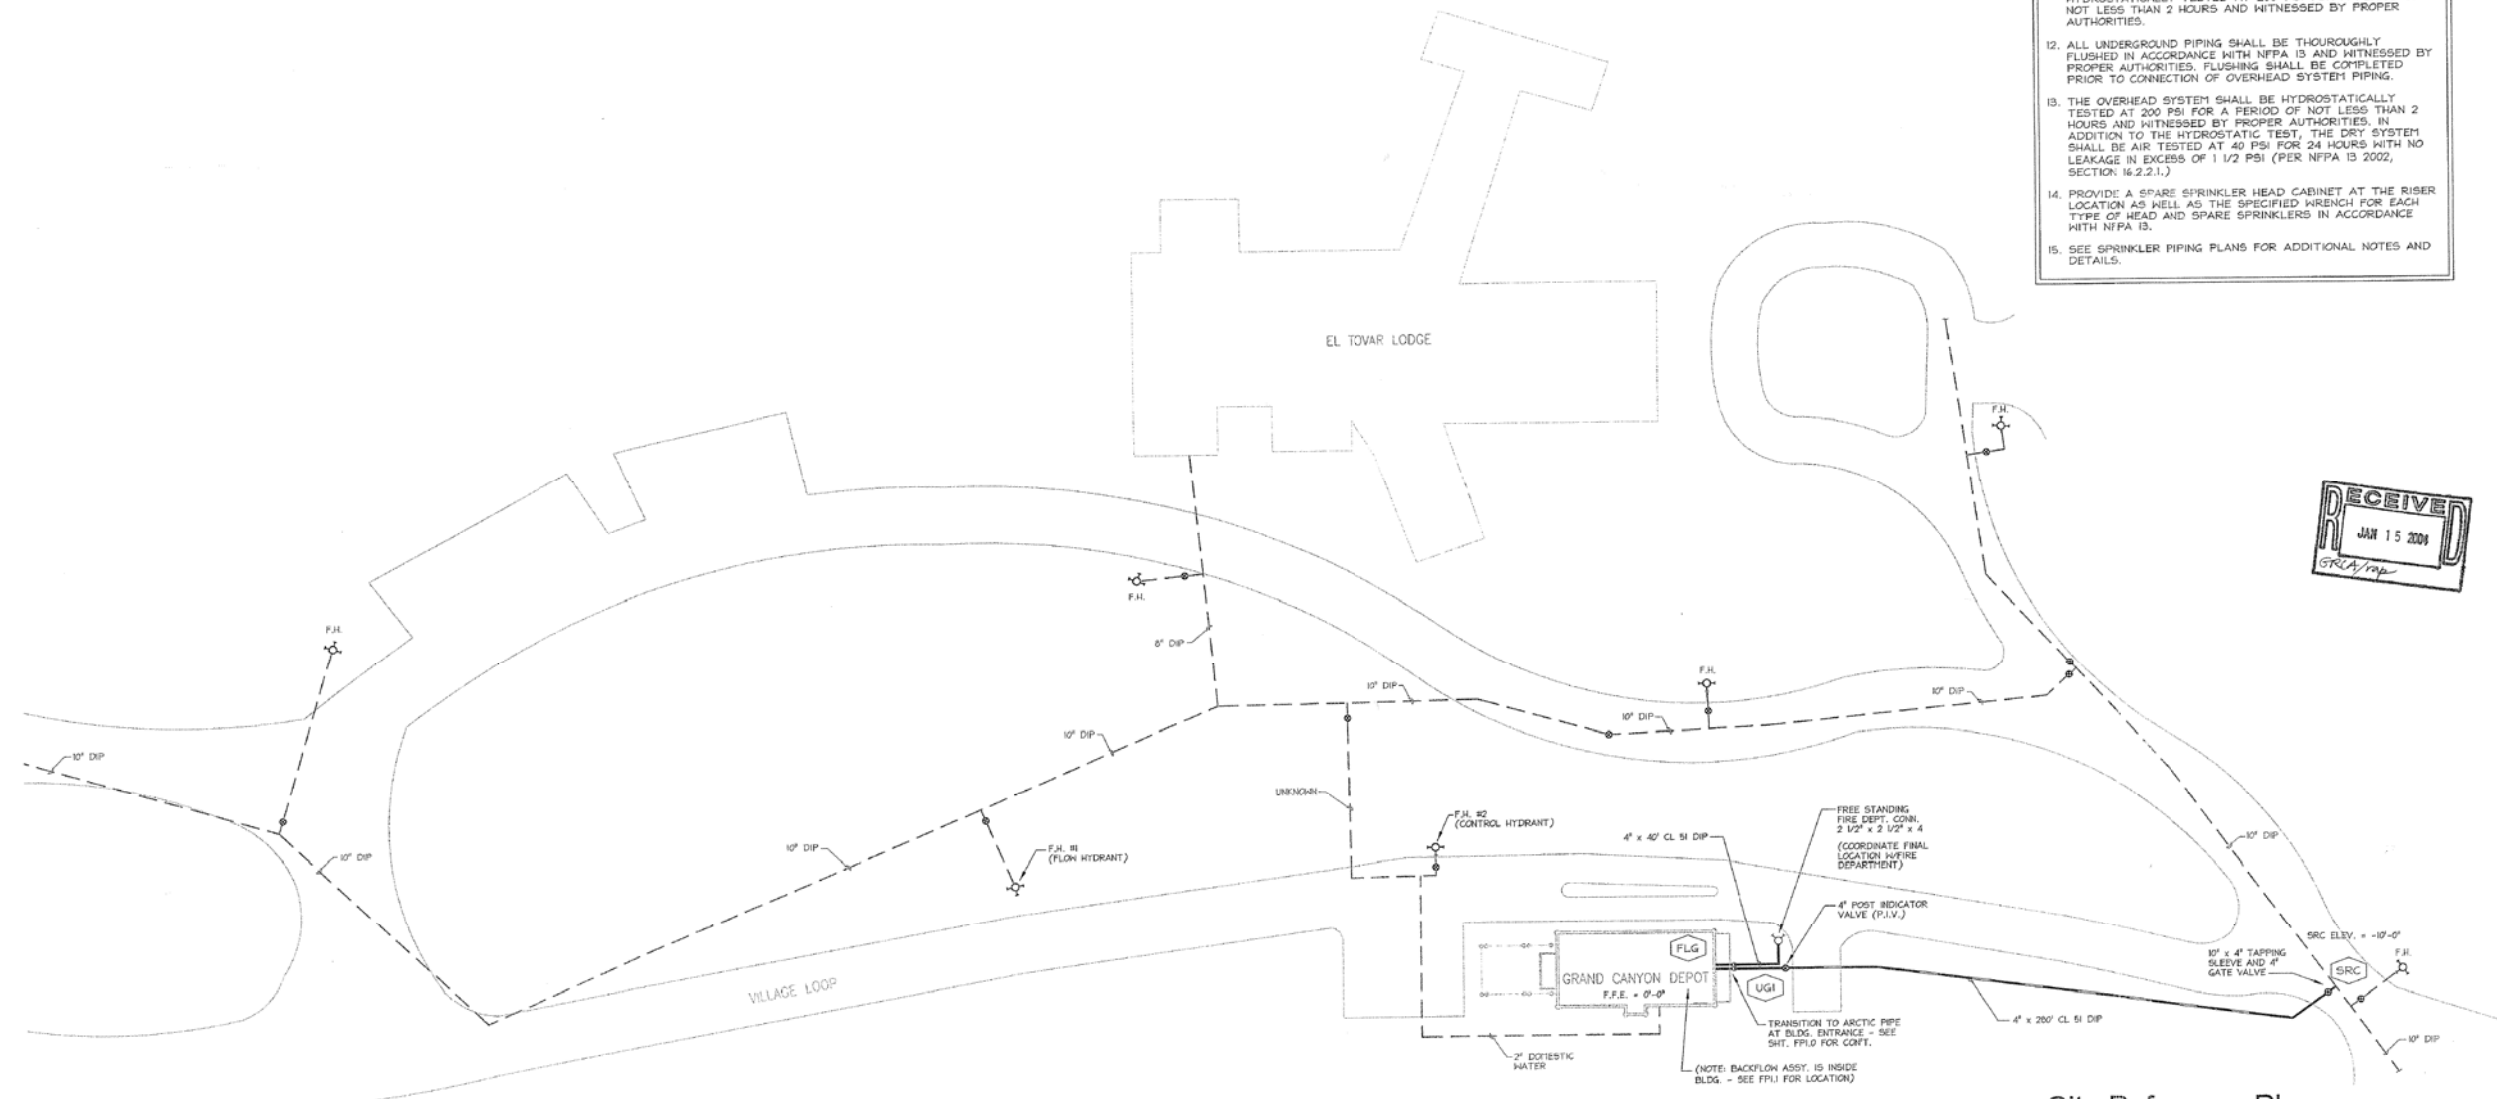 NOT LESS THAN 2 HOURS AND WITNESSED BY PROPER
AUTHORITIES.
12. ALL UNDERGROUND PIPING SHALL BE THOUROUGHLY
FLUSHED IN ACCORDANCE WITH NFPA 13 AND WITNESSED BY
PROPER AUTHORITIES. FLUSHING SHALL BE COMPLETED
PRIOR TO CONNECTION OF OVERHEAD SYSTEM PIPING.
13. THE OVERHEAD SYSTEM SHALL BE HYDROSTATICALLY
TESTED AT 200 PSI FOR A PERIOD OF NOT LESS THAN 2
HOURS AND WITNESSED BY PROPER AUTHORITIES. IN
ADDITION TO THE HYDROSTATIC TEST, THE DRY SYSTEM
SHALL BE AIR TESTED AT 40 PSI FOR 24 HOURS WITH NO
LEAKAGE IN EXCESS OF 1 1/2 PSI (PER NFPA 13 2002,
SECTION 16.2.2.1.)
14. PROVIDE A SPARE SPRINKLER HEAD CABINET AT THE RISER
LOCATION AS WELL AS THE SPECIFIED WRENCH FOR EACH
TYPE OF HEAD AND SPARE SPRINKLERS IN ACCORDANCE
WITH NFPA 13.
15. SEE SPRINKLER PIPING PLANS FOR ADDITIONAL NOTES AND
DETAILS.
EL TOVAR LODGE
F.H.
RECEIVED
JAN 15 2004
GRCA/rap
F.H.
F.H.
8" DIP
F.H.
10" DIP
10" DIP
10" DIP
10" DIP
10" DIP
UNKNOWN
F.H. #2
(CONTROL HYDRANT)
FREE STANDING
FIRE DEPT. CONN.
2 1/2" x 2 1/2" x 4
(COORDINATE FINAL
LOCATION W/FIRE
DEPARTMENT)
4" x 40' CL 51 DIP
10" DIP
10" DIP
10" DIP
F.H. #1
(FLOW HYDRANT)
4" POST INDICATOR
VALVE (P.I.V.)
FLG
SRC ELEV. = -10'-0"
F.H.
10" x 4" TAPPING
SLEEVE AND 4"
GATE VALVE
SRC
GRAND CANYON DEPOT
F.F.E. = 0'-0"
UG1
VILLAGE LOOP
TRANSITION TO ARCTIC PIPE
AT BLDG. ENTRANCE - SEE
SHT. FP1.0 FOR CON'T.
4" x 280' CL 51 DIP
10" DIP
2" DOMESTIC
WATER
(NOTE: BACKFLOW ASSY. IS INSIDE
BLDG. - SEE FP1.1 FOR LOCATION)